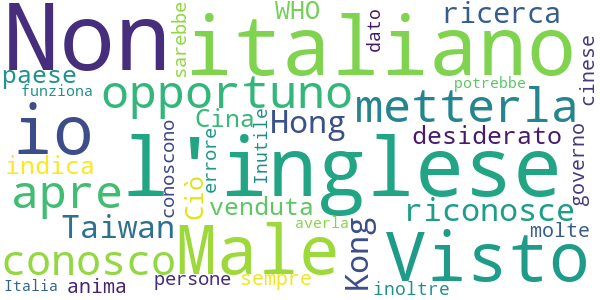 Non
italiano
WHO
dato
ricerca
sarebbe
cinese
paese
funziona
opportuno
potrebbe
metterla
io
Cina
Hong
desiderato
conoscono
errore
Inutile
l'inglese
governo
indica
apre
Ciò
venduta
riconosce
Taiwan
Male
Kong
Visto
molte
conosco
averla
Italia
anima
persone
sempre
inoltre